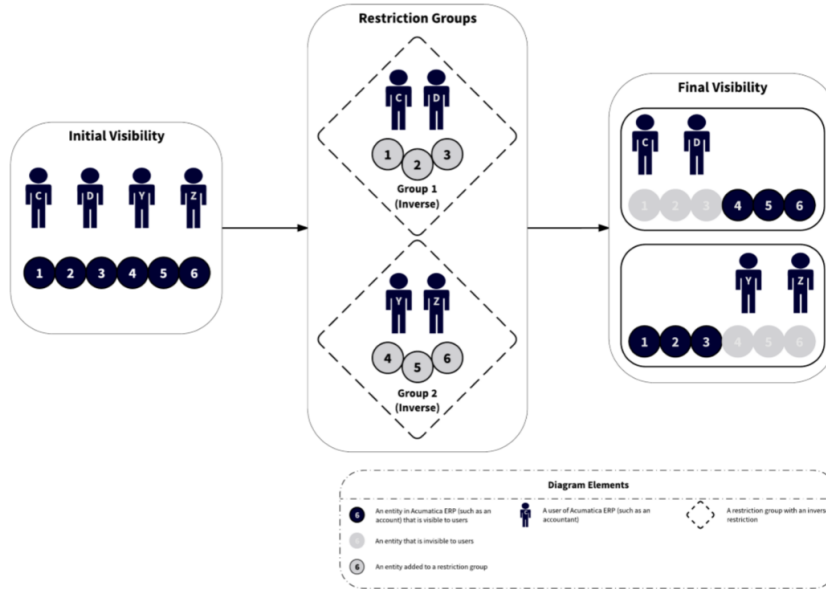 Restriction Groups
C D
1 2 3
Group 1
(Inverse)
Initial Visibility
C D Y Z
1 2 3 4 5 6
Y Z
4 5 6
Group 2
(Inverse)
Final Visibility
C D
1 2 3 4 5 6
Y Z
1 2 3 4 5 6
Diagram Elements
6 An entity in Acumatica ERP (such as an
account) that is visible to users
6 An entity that is invisible to users
6 An entity added to a restriction group
C A user of Acumatica ERP (such as an
accountant)
A restriction group with an invers
restriction